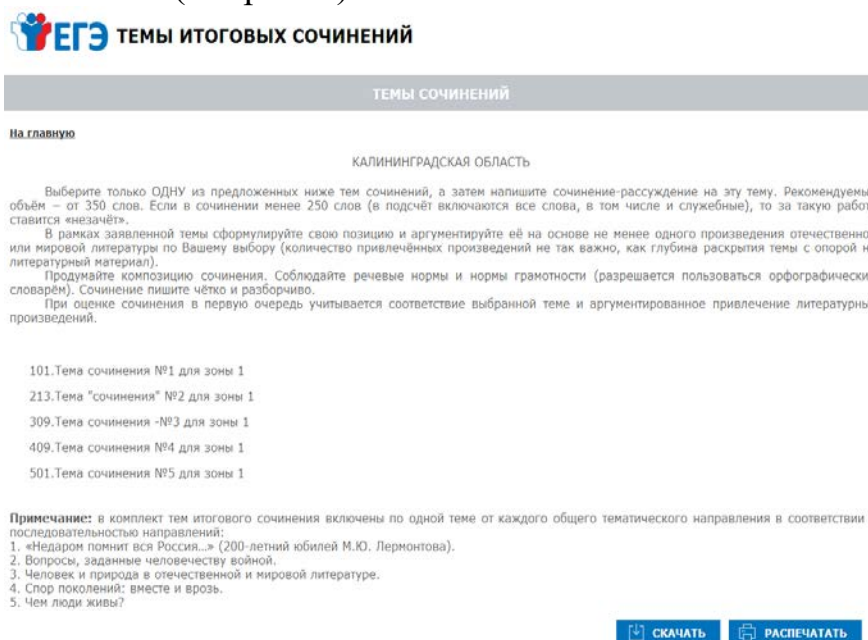 ЕГЭ ТЕМЫ ИТОГОВЫХ СОЧИНЕНИЙ
ТЕМЫ СОЧИНЕНИЙ
На главную
КАЛИНИНГРАДСКАЯ ОБЛАСТЬ
Выберите только ОДНУ из предложенных ниже тем сочинений, а затем напишите сочинение-рассуждение на эту тему. Рекомендуемы
объём – от 350 слов. Если в сочинении менее 250 слов (в подсчёт включаются все слова, в том числе и служебные), то за такую работ
ставится «незачёт».
В рамках заявленной темы сформулируйте свою позицию и аргументируйте её на основе не менее одного произведения отечественно
или мировой литературы по Вашему выбору (количество привлечённых произведений не так важно, как глубина раскрытия темы с опорой н
литературный материал).
Продумайте композицию сочинения. Соблюдайте речевые нормы и нормы грамотности (разрешается пользоваться орфографически
словарём). Сочинение пишите чётко и разборчиво.
При оценке сочинения в первую очередь учитывается соответствие выбранной теме и аргументированное привлечение литературны
произведений.
101.Тема сочинения №1 для зоны 1
213.Тема "сочинения" №2 для зоны 1
309.Тема сочинения -№3 для зоны 1
409.Тема сочинения №4 для зоны 1
501.Тема сочинения №5 для зоны 1
Примечание: в комплект тем итогового сочинения включены по одной теме от каждого общего тематического направления в соответствии
последовательностью направлений:
1. «Недаром помнит вся Россия...» (200-летний юбилей М.Ю. Лермонтова).
2. Вопросы, заданные человечеству войной.
3. Человек и природа в отечественной и мировой литературе.
4. Спор поколений: вместе и врозь.
5. Чем люди живы?
СКАЧАТЬ РАСПЕЧАТАТЬ